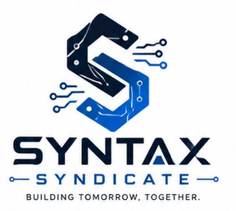 SYNTAX
SYNDICATE
BUILDING TOMORROW, TOGETHER.